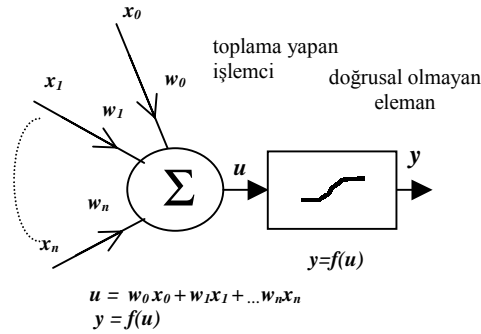 x0
toplama yapan
işlemci
w0
x1
doğrusal olmayan
eleman
w1
u
y
Σ
wn
xn
y=f(u)
u = w0x0+w1x1+...wnxn
y = f(u)